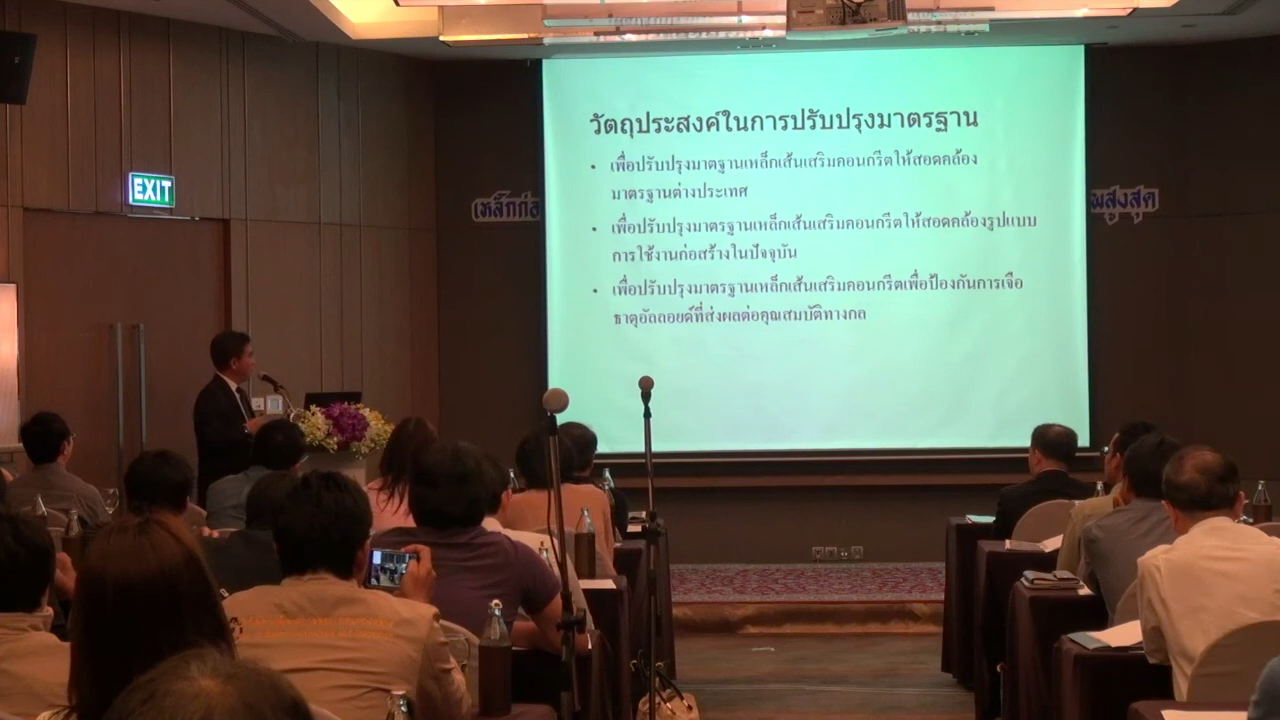 วัตถุประสงค์ในการปรับปรุงมาตรฐาน
• เพื่อปรับปรุงมาตฐานเหล็กเส้นเสริมคอนกรีตให้สอดคล้อง
มาตรฐานต่างประเทศ
• เพื่อปรับปรุงมาตรฐานเหล็กเส้นเสริมคอนกรีตให้สอดคล้องรูปแบบ
การใช้งานก่อสร้างในปัจจุบัน
• เพื่อปรับปรุงมาตรฐานเหล็กเส้นเสริมคอนกรีตเพื่อป้องกันการเจือ
ธาตุอัลลอยด์ที่ส่งผลต่อคุณสมบัติทางกล
EXIT
เหล็กก่อส
พสูงสุด